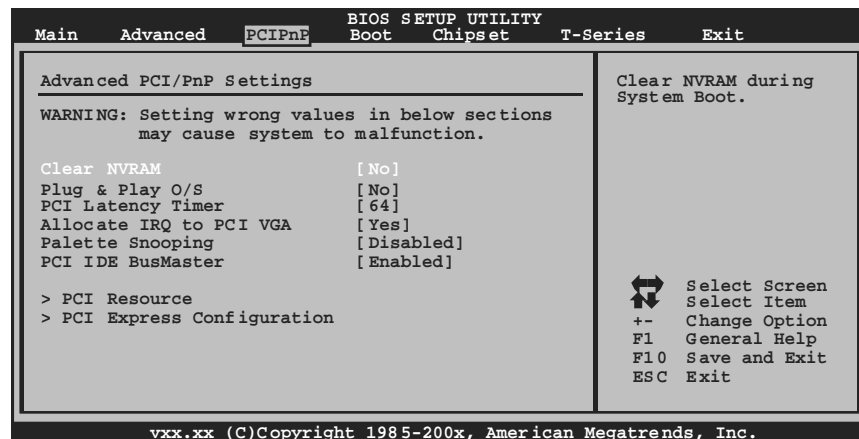 BIOS SETUP UTILITY
Main Advanced PCIPnP Boot Chipset T-Series Exit
Advanced PCI/PnP Settings
WARNING: Setting wrong values in below sections
may cause system to malfunction.
Clear NVRAM [No]
Plug & Play O/S [No]
PCI Latency Timer [64]
Allocate IRQ to PCI VGA [Yes]
Palette Snooping [Disabled]
PCI IDE BusMaster [Enabled]
> PCI Resource
> PCI Express Configuration
Clear NVRAM during
System Boot.
Select Screen
Select Item
+- Change Option
F1 General Help
F10 Save and Exit
ESC Exit
vxx.xx (C)Copyright 1985-200x, American Megatrends, Inc.